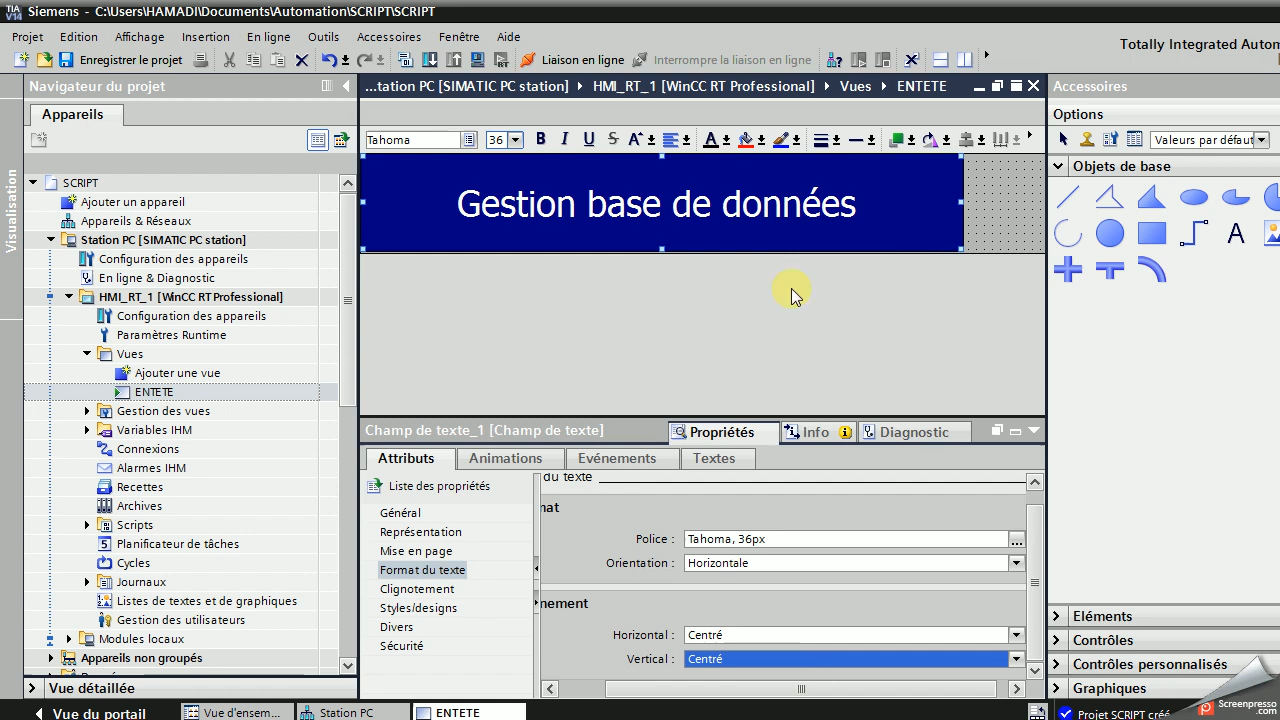 TIA V14 Siemens - C:\Users\HAMADI\Documents\Automation\SCRIPT\SCRIPT
Projet Edition Affichage Insertion En ligne Outils Accessoires Fenêtre Aide
Totally Integrated Autom
Enregistrer le projet Liaison en ligne Interrompre la liaison en ligne
Navigateur du projet
...tation PC [SIMATIC PC station] HMI_RT_1 [WinCC RT Professional] Vues ENTETE
Accessoires
Appareils
Options
Tahoma 36 B I U S A A
Valeurs par défaut
Visualisation
Objets de base
SCRIPT
Ajouter un appareil
Appareils & Réseaux
Station PC [SIMATIC PC station]
Configuration des appareils
En ligne & Diagnostic
HMI_RT_1 [WinCC RT Professional]
Configuration des appareils
Paramètres Runtime
Vues
Ajouter une vue
ENTETE
Gestion des vues
Variables IHM
Connexions
Alarmes IHM
Recettes
Archives
Scripts
Planificateur de tâches
Cycles
Journaux
Listes de textes et de graphiques
Gestion des utilisateurs
Modules locaux
Appareils non groupés
Vue détaillée
Gestion base de données
A
Champ de texte_1 [Champ de texte]
Propriétés Info Diagnostic
Attributs Animations Evénements Textes
Liste des propriétés
Général
Représentation
Mise en page
Format du texte
Clignotement
Styles/designs
Divers
Sécurité
du texte
mat
Police : Tahoma, 36px ...
Orientation : Horizontale
nement
Horizontal : Centré
Vertical : Centré
Eléments
Contrôles
Contrôles personnalisés
Graphiques
Vue du portail Vue d'ensem... Station PC ENTETE
Projet SCRIPT créé
Screenpresso
.com